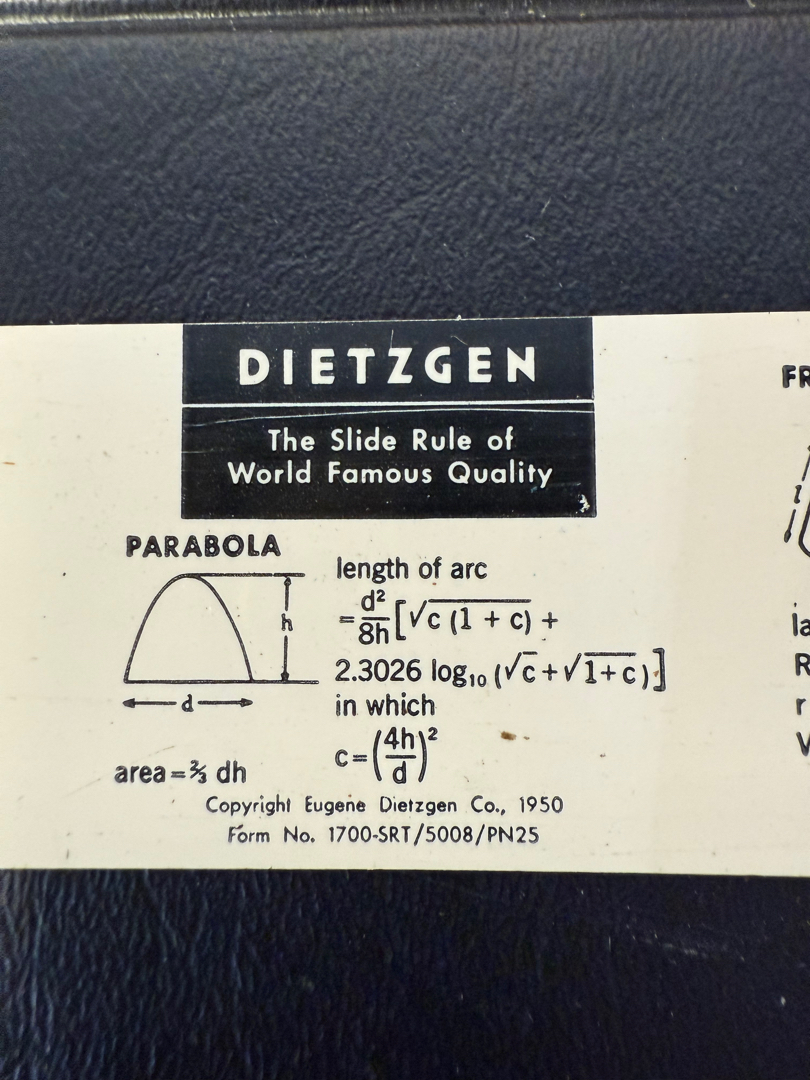 DIETZGEN
The Slide Rule of
World Famous Quality
PARABOLA
h
d
area = ⅔ dh
length of arc
= d²/8h [√c (1 + c) +
2.3026 log₁₀ (√c + √1 + c)]
in which
c = (4h/d)²
Copyright Eugene Dietzgen Co., 1950
Form No. 1700-SRT/5008/PN25
FR
la
R
r
V